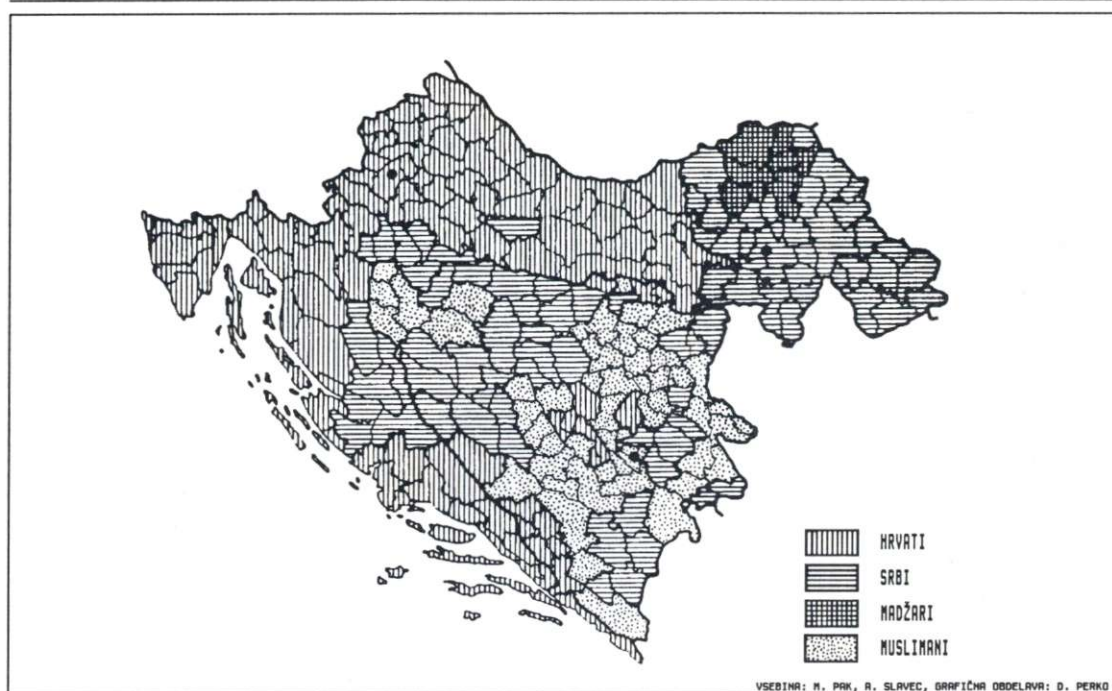 HRVATI
SRBI
MADŽARI
MUSLIMANI
VSEBINA: M. PAK, A. SLAVEC, GRAFIČNA OBDELAVA: D. PERKO